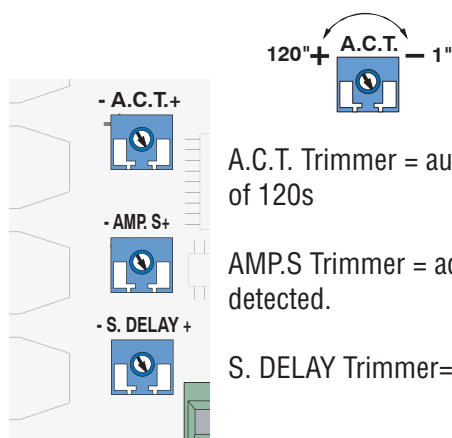 120"+ A.C.T. – 1"
- A.C.T.+
A.C.T. Trimmer = au
of 120s
- AMP. S+
AMP.S Trimmer = ad
detected.
- S. DELAY +
S. DELAY Trimmer=